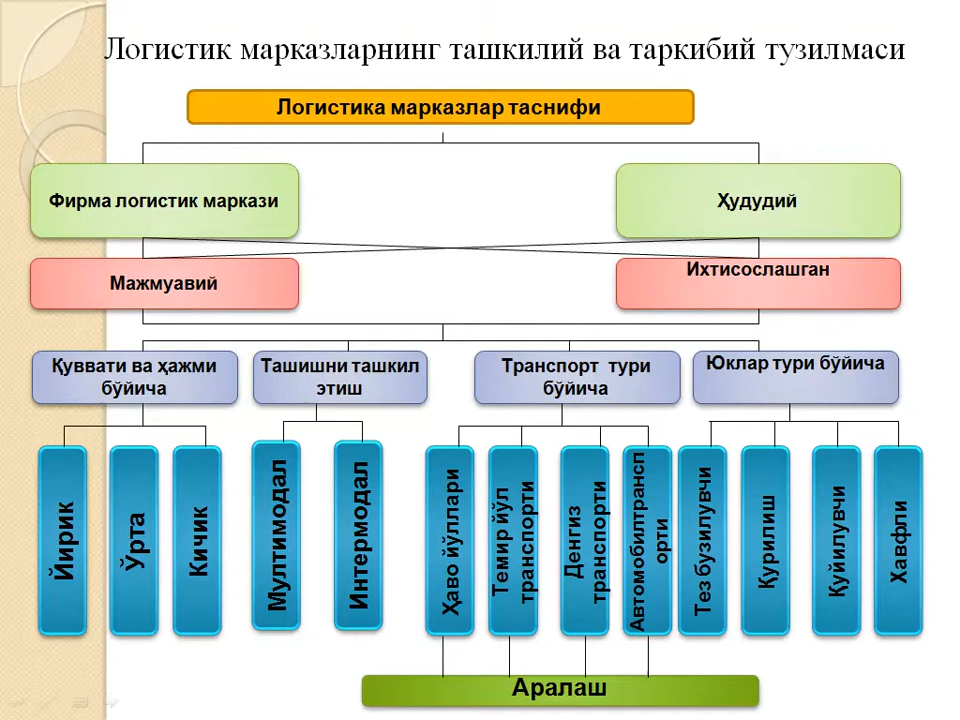 Логистик марказларнинг ташкилий ва таркибий тузилмаси
Логистика марказлар таснифи
Фирма логистик маркази
Ҳудудий
Мажмуавий
Ихтисослашган
Қуввати ва ҳажми
бўйича
Ташишни ташкил
этиш
Транспорт тури
бўйича
Юклар тури бўйича
Йирик
Ўрта
Кичик
Мултимодал
Интермодал
Ҳаво йўллари
Темир йўл
транспорти
Денгиз
транспорти
Автомобилтрансп
орти
Тез бузилувчи
Қурилиш
Қуйилувчи
Хавфли
Аралаш